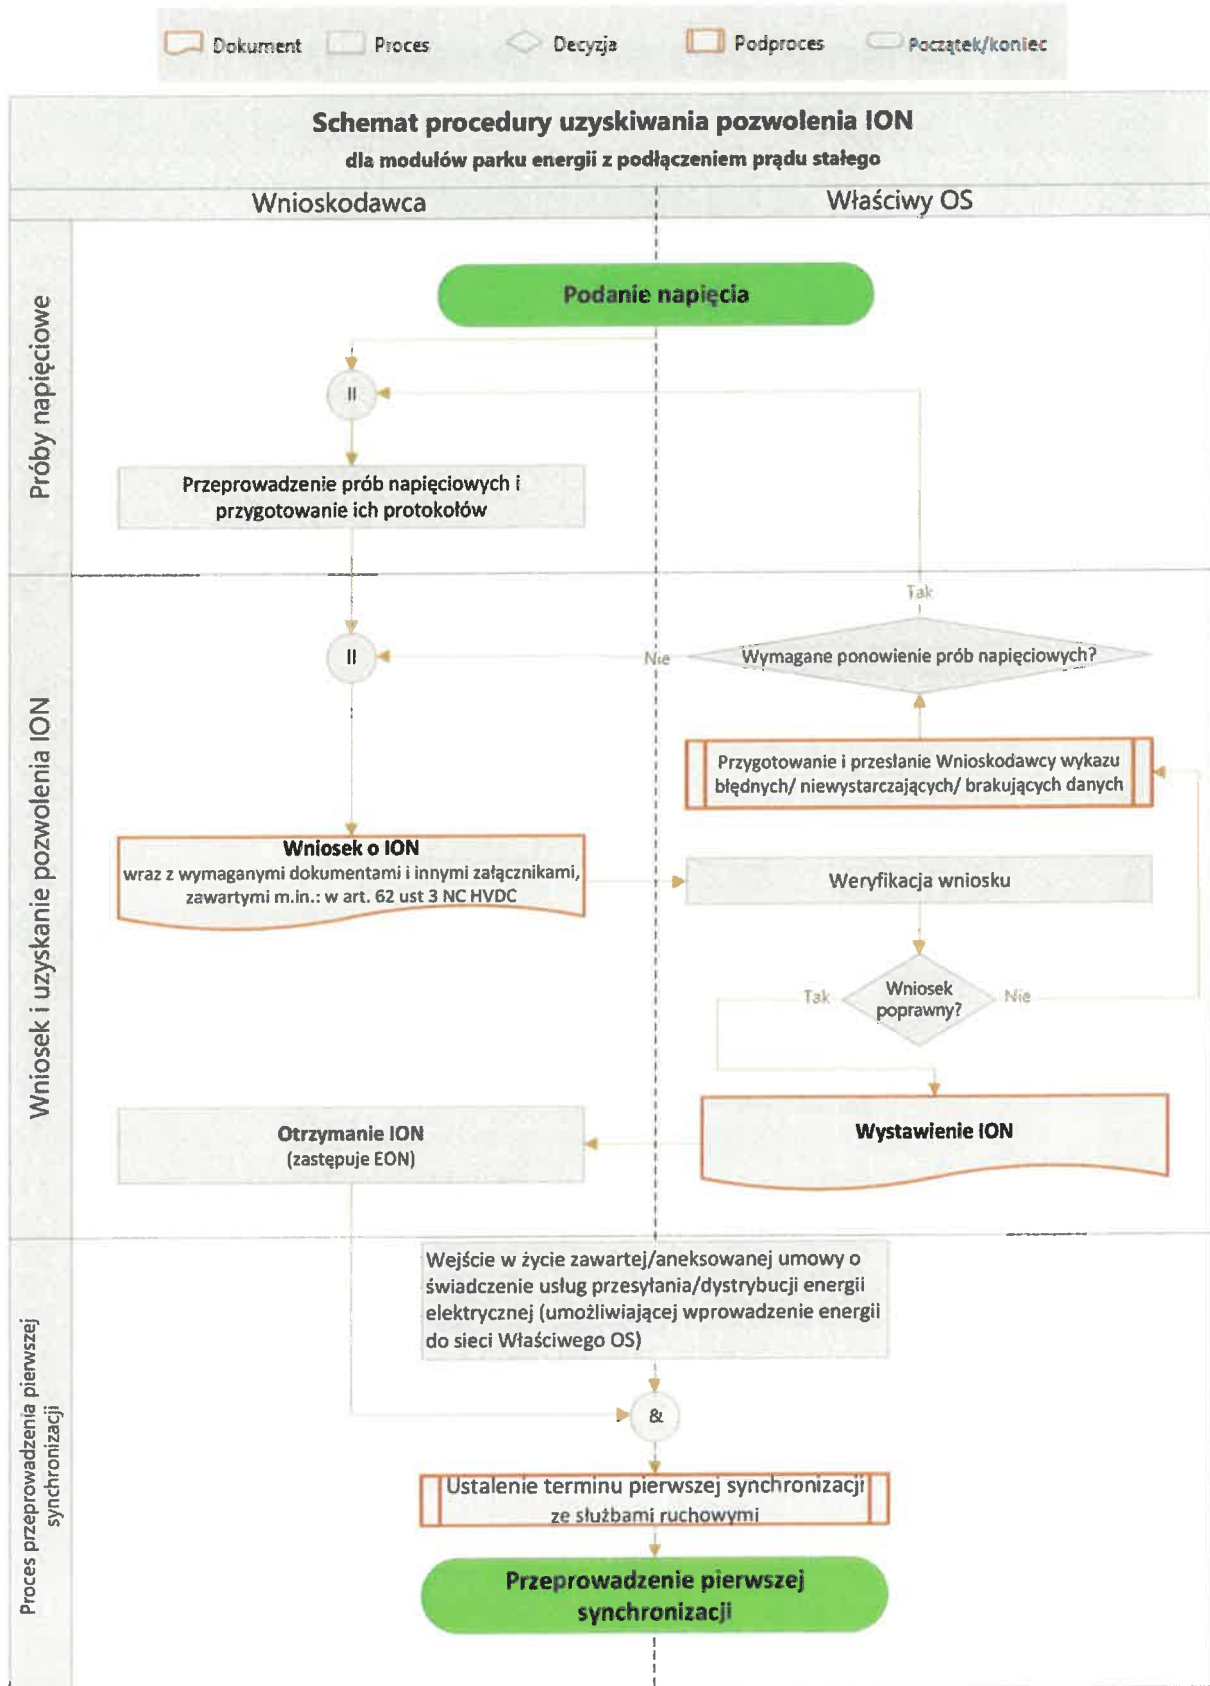 Dokument Proces Decyzja Podproces Początek/koniec
Schemat procedury uzyskiwania pozwolenia ION
dla modułów parku energii z podłączeniem prądu stałego
Wnioskodawca Właściwy OS
Próby napięciowe
Podanie napięcia
II
Przeprowadzenie prób napięciowych i
przygotowanie ich protokołów
Wniosek i uzyskanie pozwolenia ION
Tak
II
Nie
Wymagane ponowienie prób napięciowych?
Przygotowanie i przesłanie Wnioskodawcy wykazu
błędnych/ niewystarczających/ brakujących danych
Wniosek o ION
wraz z wymaganymi dokumentami i innymi załącznikami,
zawartymi m.in.: w art. 62 ust 3 NC HVDC
Weryfikacja wniosku
Tak
Wniosek
poprawny?
Nie
Otrzymanie ION
(zastępuje EON)
Wystawienie ION
Proces przeprowadzenia pierwszej
synchronizacji
Wejście w życie zawartej/aneksowanej umowy o
świadczenie usług przesyłania/dystrybucji energii
elektrycznej (umożliwiającej wprowadzenie energii
do sieci Właściwego OS)
&
Ustalenie terminu pierwszej synchronizacji
ze służbami ruchowymi
Przeprowadzenie pierwszej
synchronizacji